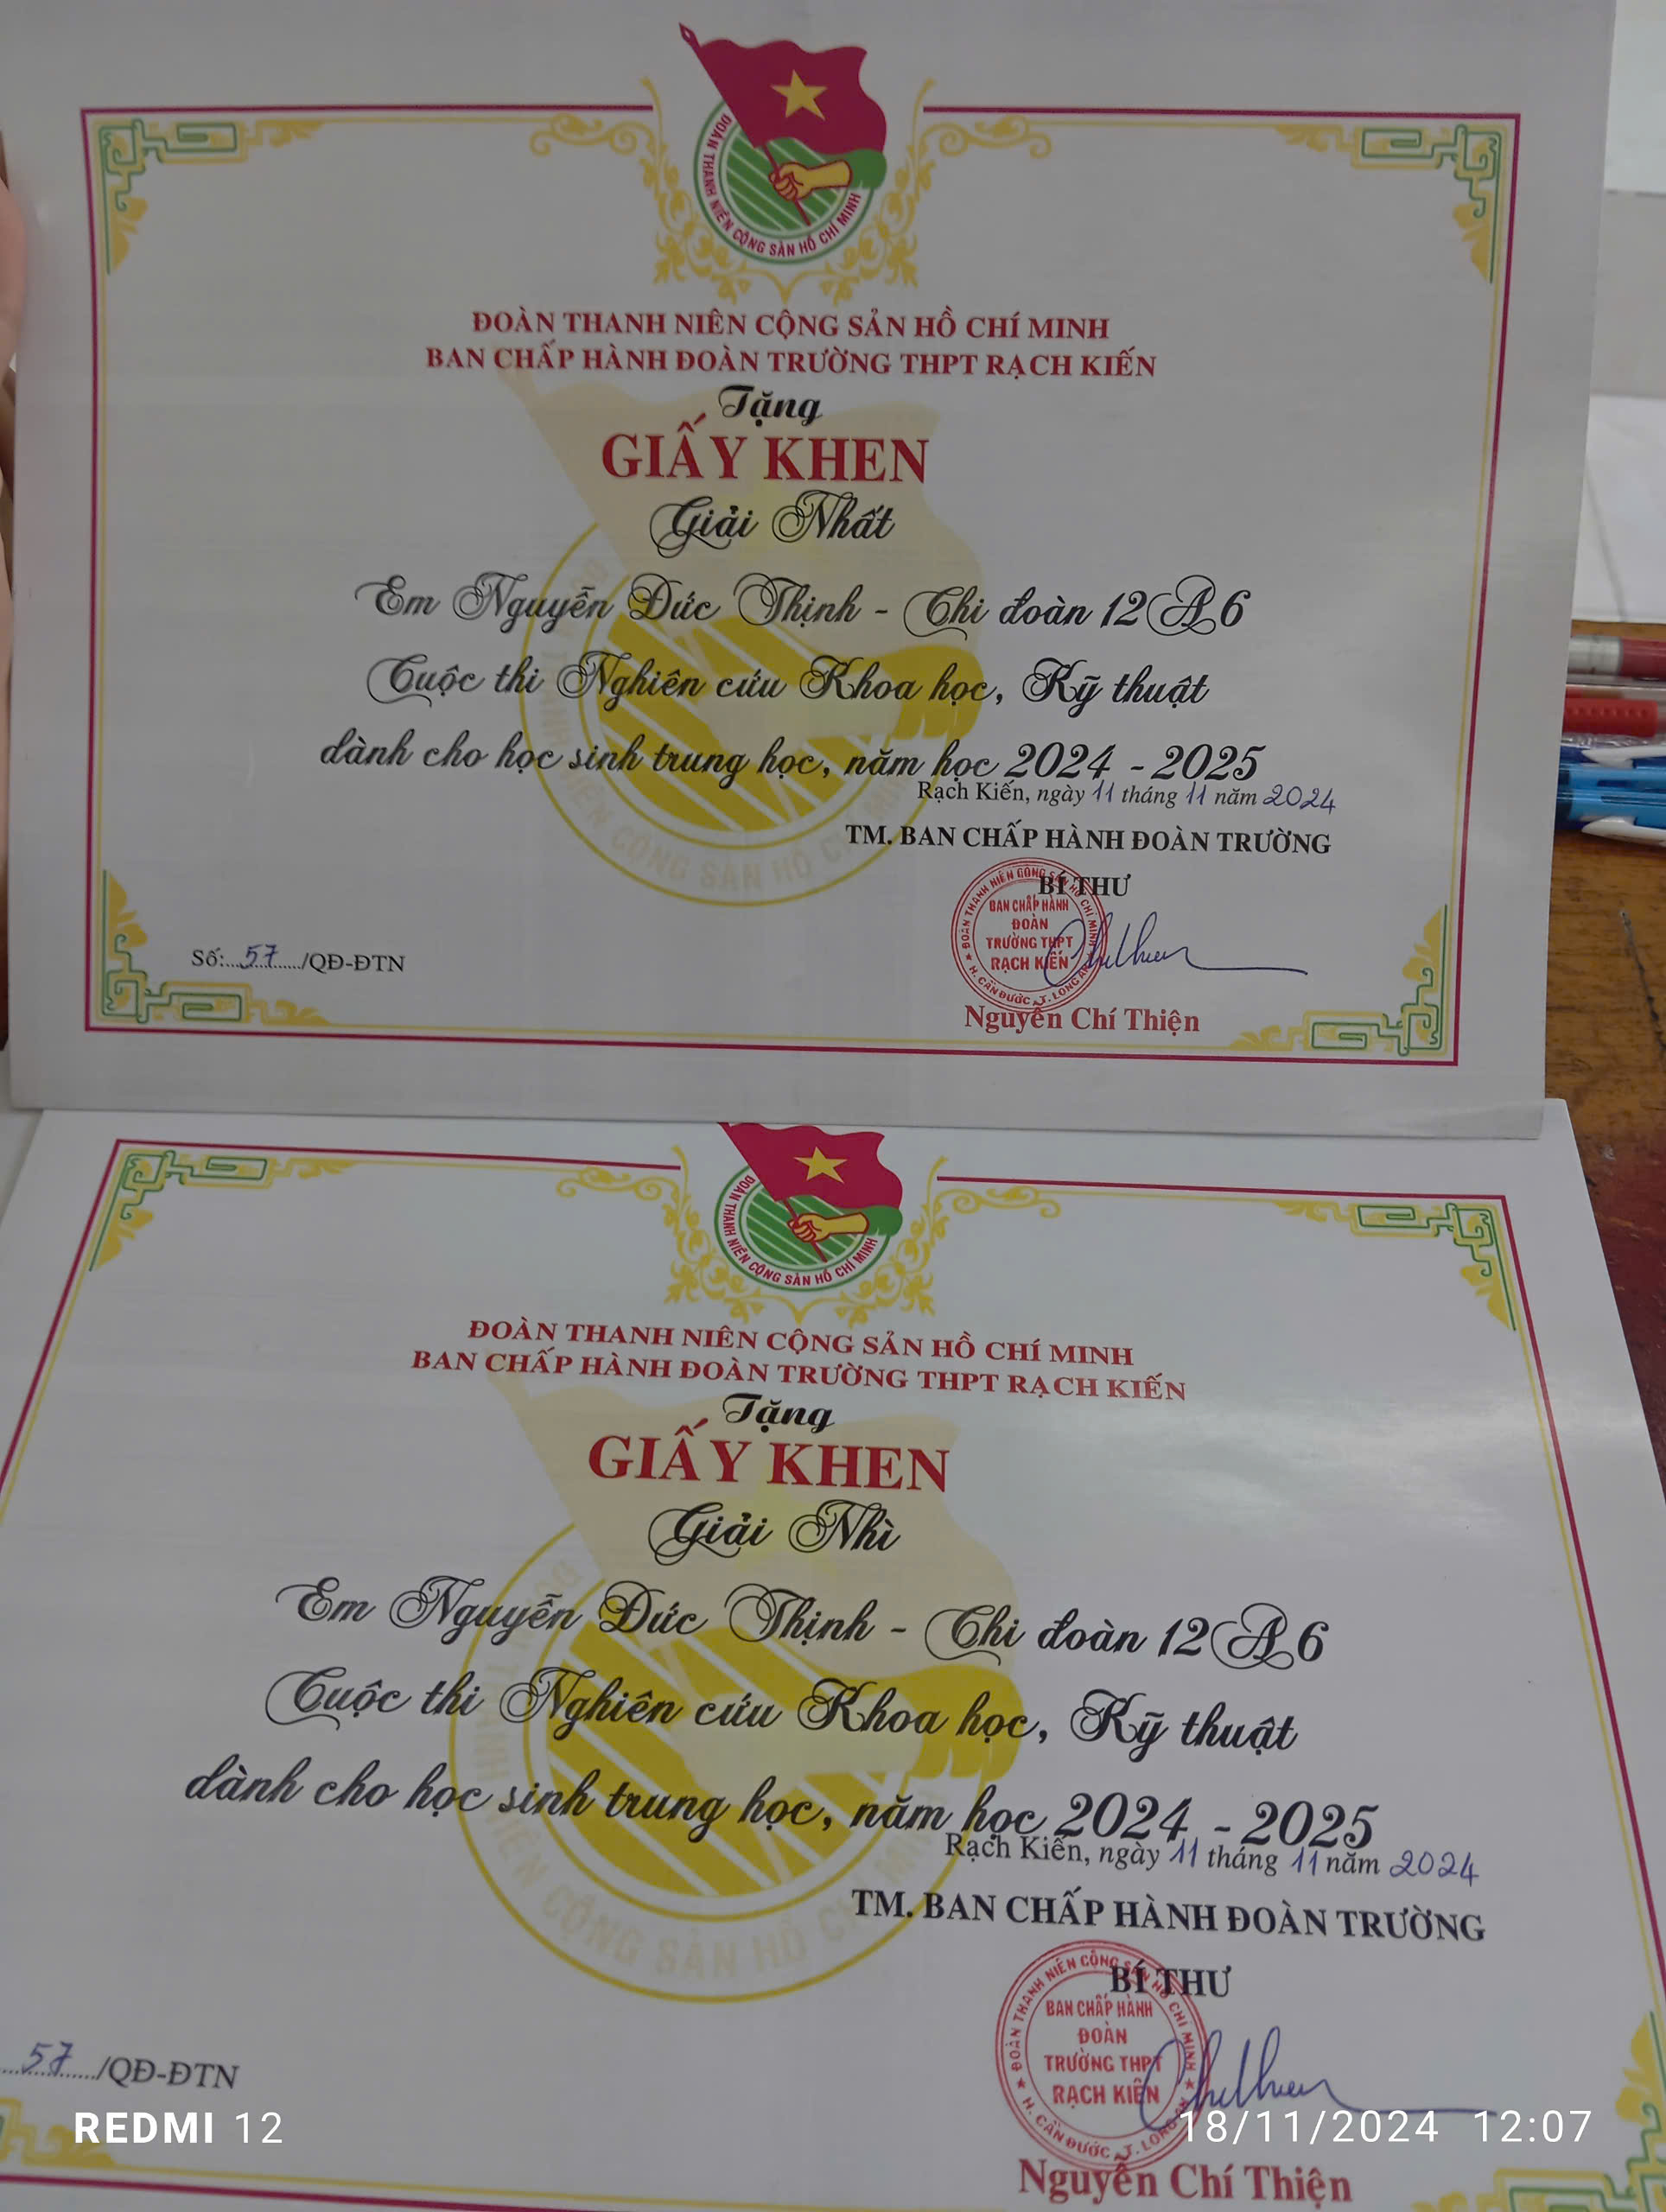 ĐOÀN THANH NIÊN CỘNG SẢN HỒ CHÍ MINH
ĐOÀN THANH NIÊN CỘNG SẢN HỒ CHÍ MINH
BAN CHẤP HÀNH ĐOÀN TRƯỜNG THPT RẠCH KIẾN
Tặng
GIẤY KHEN
Giải Nhất
Em Nguyễn Đức Thịnh - Chi đoàn 12A6
Cuộc thi Nghiên cứu Khoa học, Kỹ thuật
dành cho học sinh trung học, năm học 2024 - 2025
Rạch Kiến, ngày 11 tháng 11 năm 2024
TM. BAN CHẤP HÀNH ĐOÀN TRƯỜNG
BÍ THƯ
ĐOÀN THANH NIÊN CỘNG SẢN HỒ CHÍ MINH
BAN CHẤP HÀNH
ĐOÀN
TRƯỜNG THPT
RẠCH KIẾN
H. CẦN ĐƯỚC T. LONG AN
Số:...57.../QĐ-ĐTN
Nguyễn Chí Thiện
ĐOÀN THANH NIÊN CỘNG SẢN HỒ CHÍ MINH
ĐOÀN THANH NIÊN CỘNG SẢN HỒ CHÍ MINH
BAN CHẤP HÀNH ĐOÀN TRƯỜNG THPT RẠCH KIẾN
Tặng
GIẤY KHEN
Giải Nhì
Em Nguyễn Đức Thịnh - Chi đoàn 12A6
Cuộc thi Nghiên cứu Khoa học, Kỹ thuật
dành cho học sinh trung học, năm học 2024 - 2025
Rạch Kiến, ngày 11 tháng 11 năm 2024
TM. BAN CHẤP HÀNH ĐOÀN TRƯỜNG
BÍ THƯ
ĐOÀN THANH NIÊN CỘNG SẢN HỒ CHÍ MINH
BAN CHẤP HÀNH
ĐOÀN
TRƯỜNG THPT
RẠCH KIẾN
H. CẦN ĐƯỚC T. LONG
...57.../QĐ-ĐTN
REDMI 12
18/11/2024 12:07
Nguyễn Chí Thiện